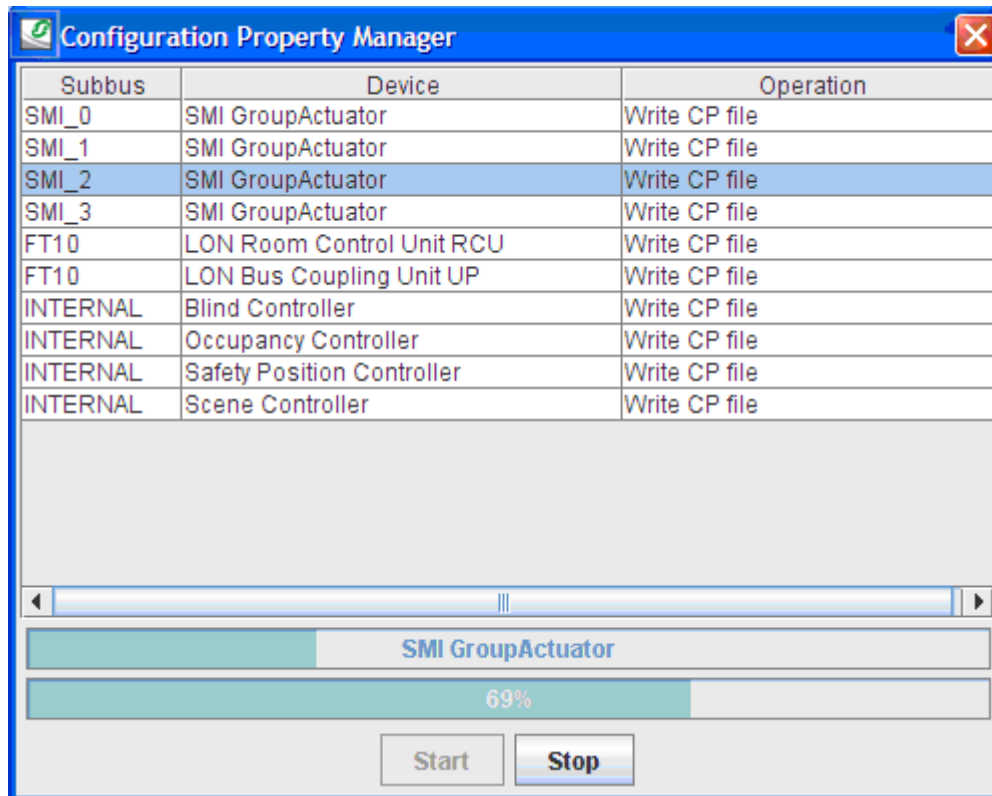 Configuration Property Manager
Subbus Device Operation
SMI_0 SMI GroupActuator Write CP file
SMI_1 SMI GroupActuator Write CP file
SMI_2 SMI GroupActuator Write CP file
SMI_3 SMI GroupActuator Write CP file
FT10 LON Room Control Unit RCU Write CP file
FT10 LON Bus Coupling Unit UP Write CP file
INTERNAL Blind Controller Write CP file
INTERNAL Occupancy Controller Write CP file
INTERNAL Safety Position Controller Write CP file
INTERNAL Scene Controller Write CP file
SMI GroupActuator
69%
Start Stop